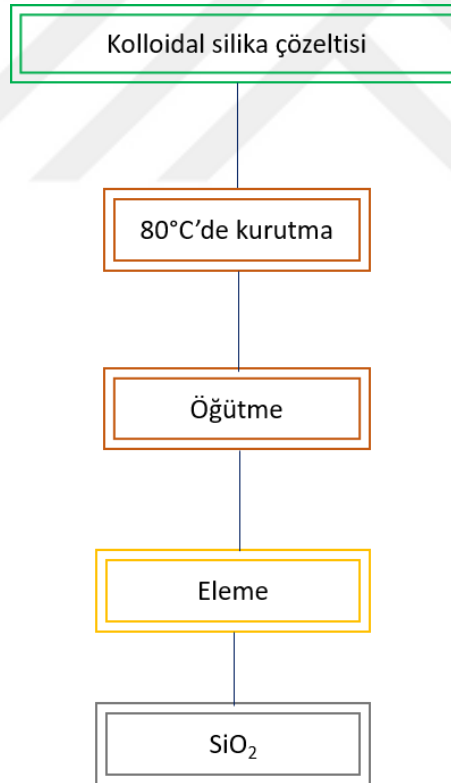 Kolloidal silika çözeltisi
80°C’de kurutma
Öğütme
Eleme
SiO₂